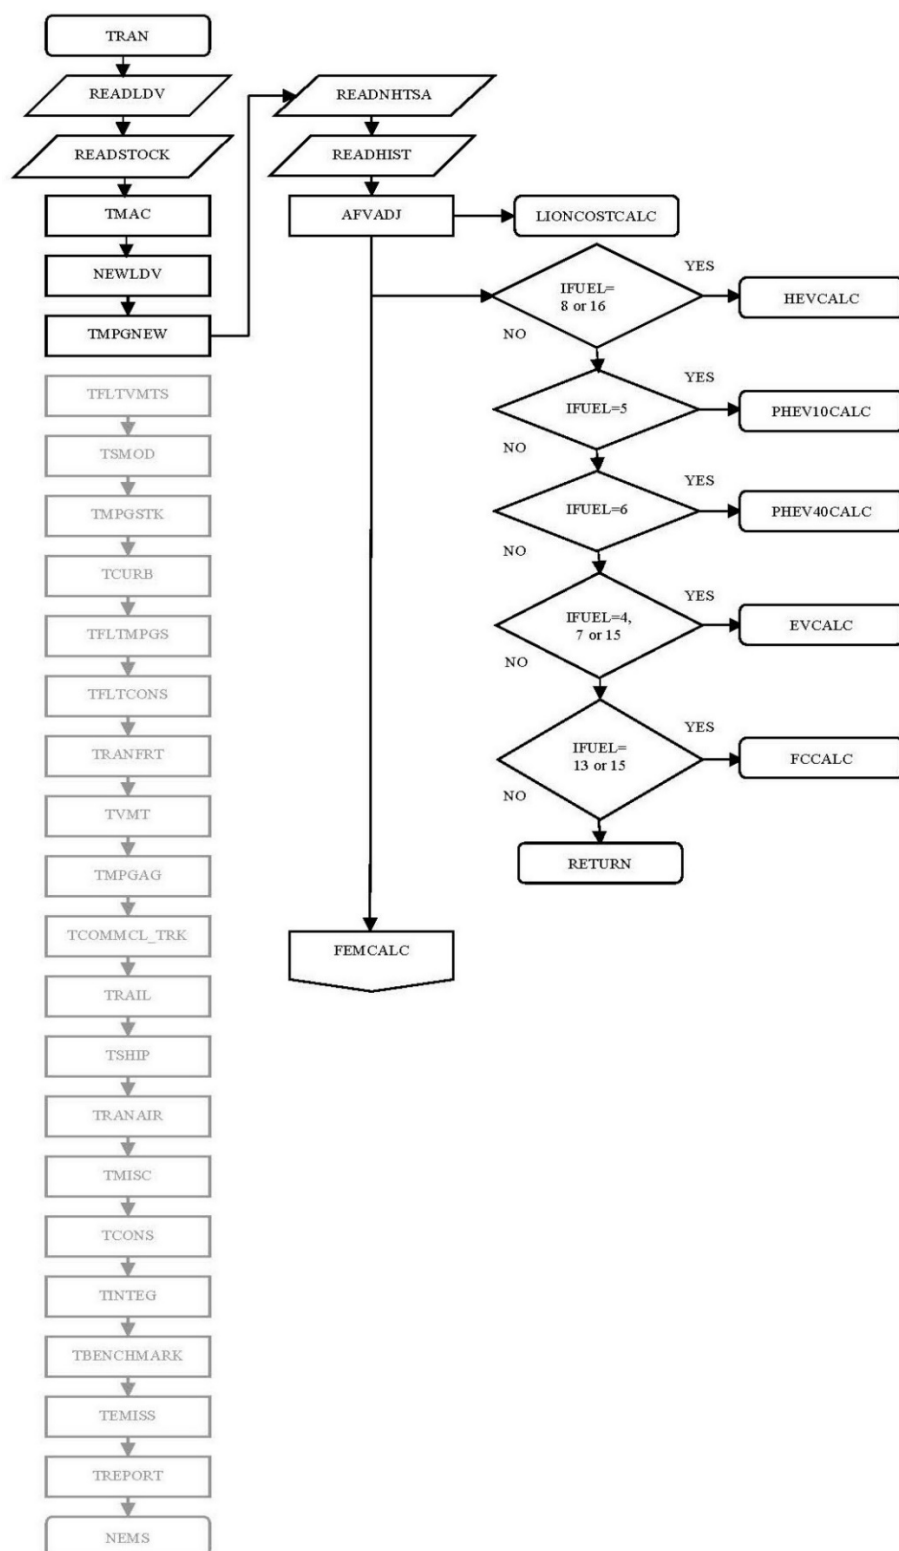 TRAN
READLDV
READSTOCK
TMAC
NEWLDV
TMPGNEW
TFLTVMTS
TSMOD
TMPGSTK
TCURB
TFLTMPGS
TFLTCONS
TRANFRT
TVMT
TMPGAG
TCOMMCL_TRK
TRAIL
TSHIP
TRANAIR
TMISC
TCONS
TINTEG
TBENCHMARK
TEMISS
TREPORT
NEMS
READNHTSA
READHIST
AFVADJ
LIONCOSTCALC
IFUEL=
8 or 16
YES
HEVCALC
NO
IFUEL=5
YES
PHEV10CALC
NO
IFUEL=6
YES
PHEV40CALC
NO
IFUEL=4,
7 or 15
YES
EVCALC
NO
IFUEL=
13 or 15
YES
FCCALC
NO
RETURN
FEMCALC